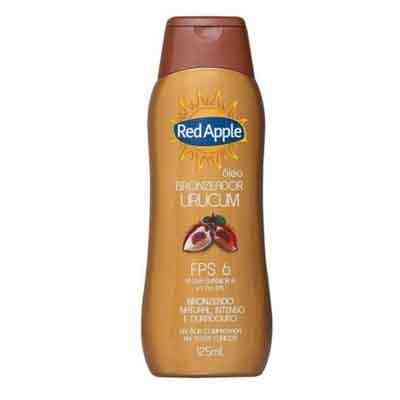 Red Apple
óleo
BRONZEADOR
URUCUM
FPS 6
BRONZEADO
NATURAL, INTENSO
E DURADOURO
125mL